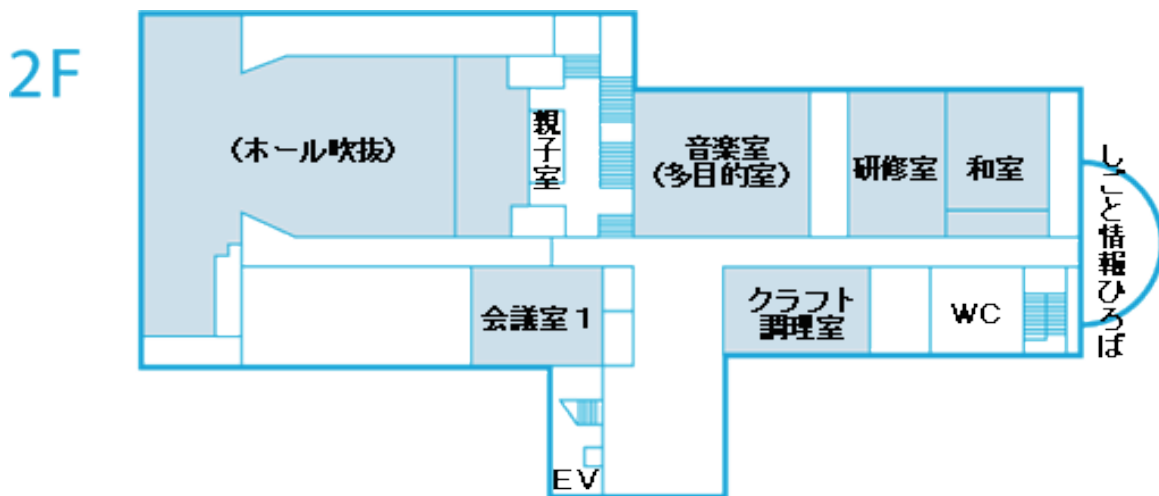 2F
(ホール吹抜)
親子室
音楽室
(多目的室)
研修室
和室
しごと情報ひろば
会議室1
クラフト
調理室
WC
EV